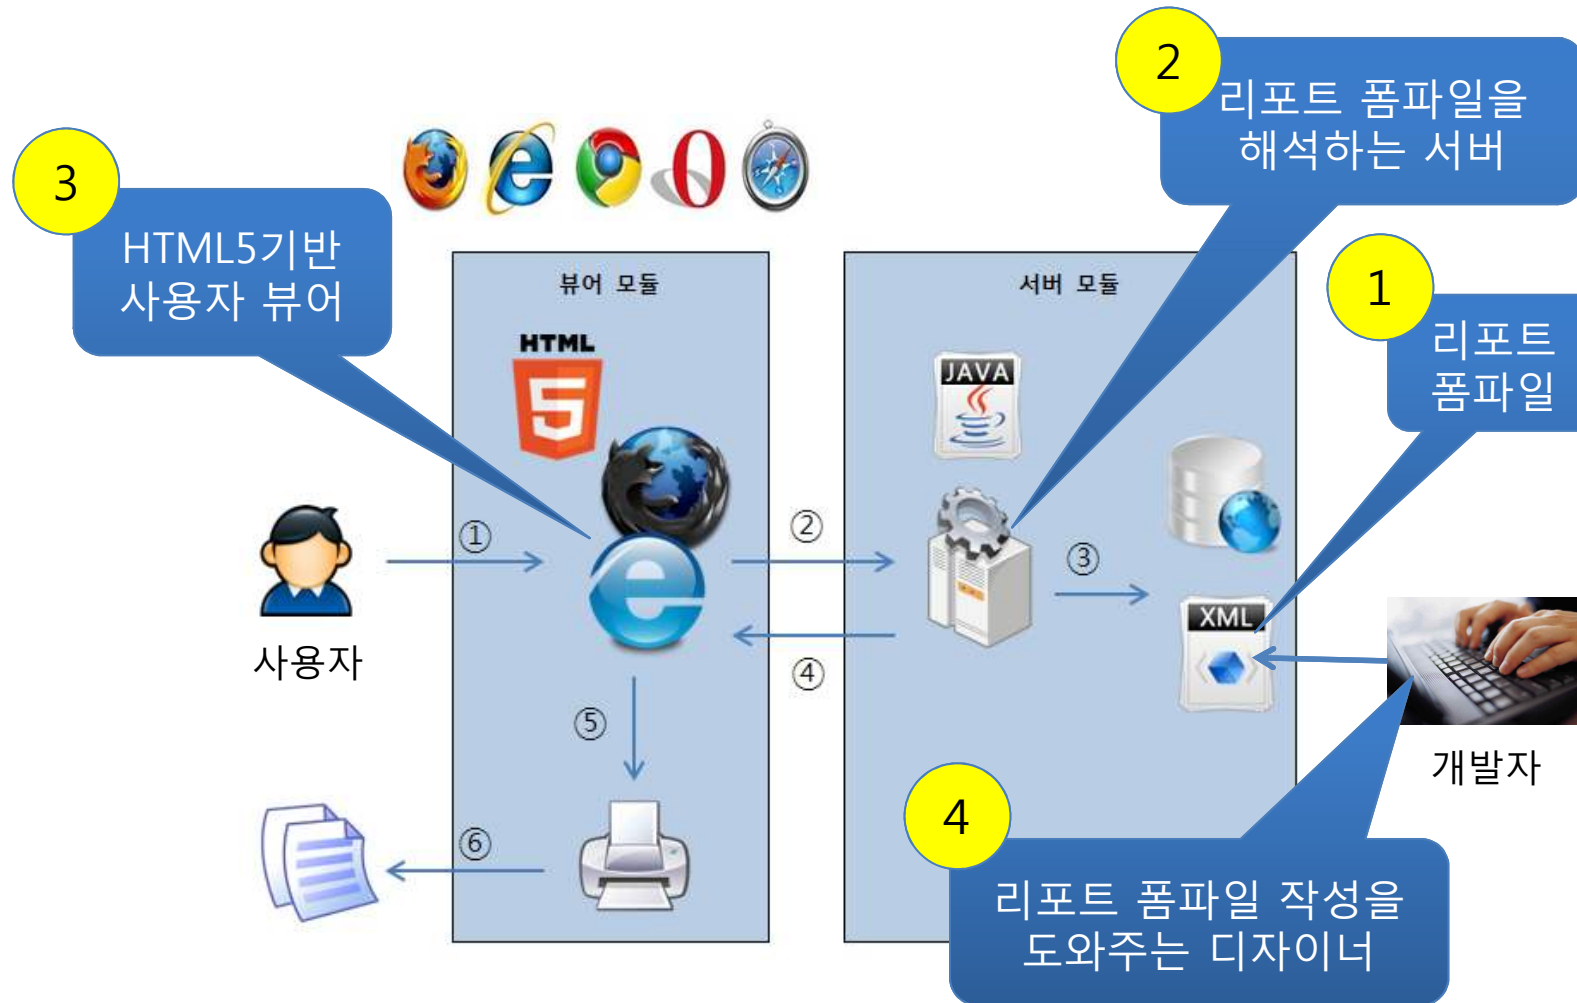 2
리포트 폼파일을
해석하는 서버
3
HTML5기반
사용자 뷰어
뷰어 모듈
서버 모듈
1
리포트
폼파일
HTML
5
JAVA
①
②
③
XML
사용자
④
⑤
개발자
4
⑥
리포트 폼파일 작성을
도와주는 디자이너